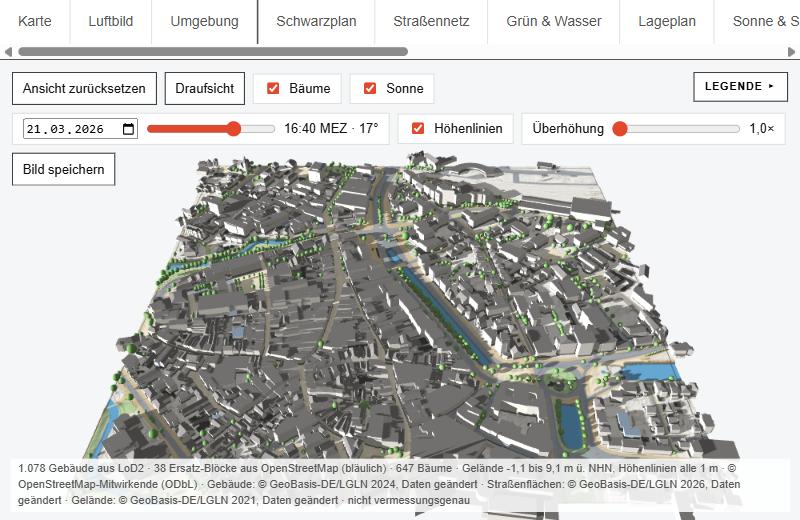 Karte Luftbild Umgebung Schwarzplan Straßennetz Grün & Wasser Lageplan Sonne & S
Ansicht zurücksetzen Draufsicht Bäume Sonne LEGENDE ▸
21.03.2026 16:40 MEZ · 17° Höhenlinien Überhöhung 1,0×
Bild speichern
1.078 Gebäude aus LoD2 · 38 Ersatz-Blöcke aus OpenStreetMap (bläulich) · 647 Bäume · Gelände -1,1 bis 9,1 m ü. NHN, Höhenlinien alle 1 m · ©
OpenStreetMap-Mitwirkende (ODbL) · Gebäude: © GeoBasis-DE/LGLN 2024, Daten geändert · Straßenflächen: © GeoBasis-DE/LGLN 2026, Daten
geändert · Gelände: © GeoBasis-DE/LGLN 2021, Daten geändert · nicht vermessungsgenau